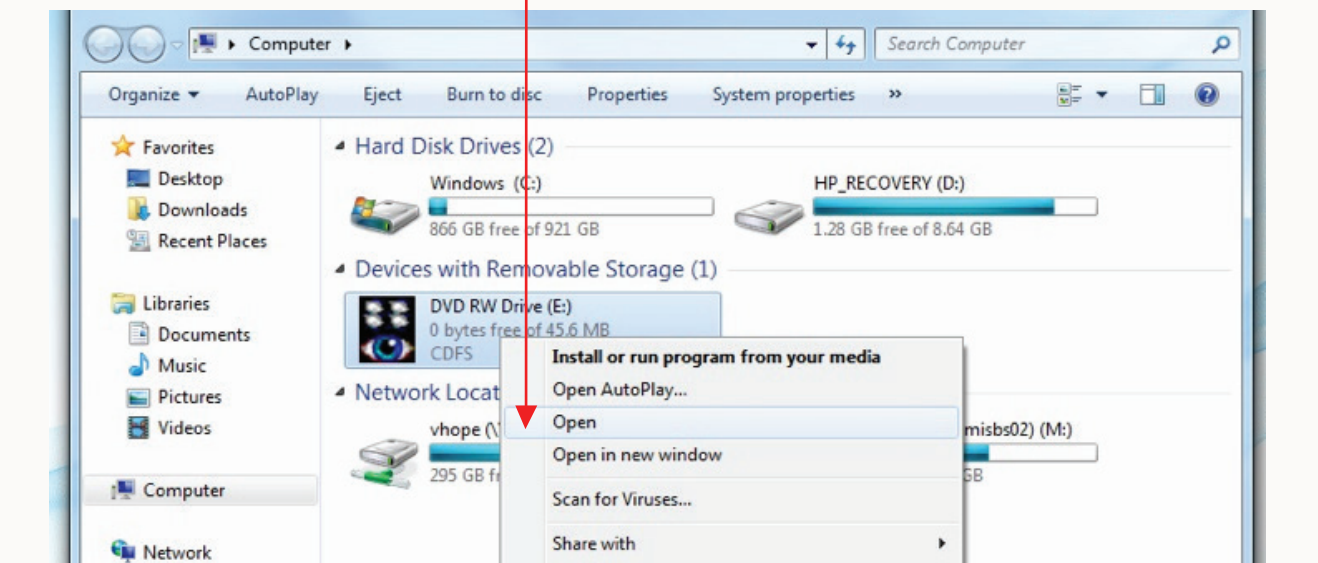 Computer
Search Computer
Organize AutoPlay Eject Burn to disc Properties System properties »
Favorites
Desktop
Downloads
Recent Places
Libraries
Documents
Music
Pictures
Videos
Computer
Network
Hard Disk Drives (2)
Windows (C:)
866 GB free of 921 GB
HP_RECOVERY (D:)
1.28 GB free of 8.64 GB
Devices with Removable Storage (1)
DVD RW Drive (E:)
0 bytes free of 45.6 MB
CDFS
Network Locat
vhope (\
295 GB fr
misbs02) (M:)
GB
Install or run program from your media
Open AutoPlay...
Open
Open in new window
Scan for Viruses...
Share with